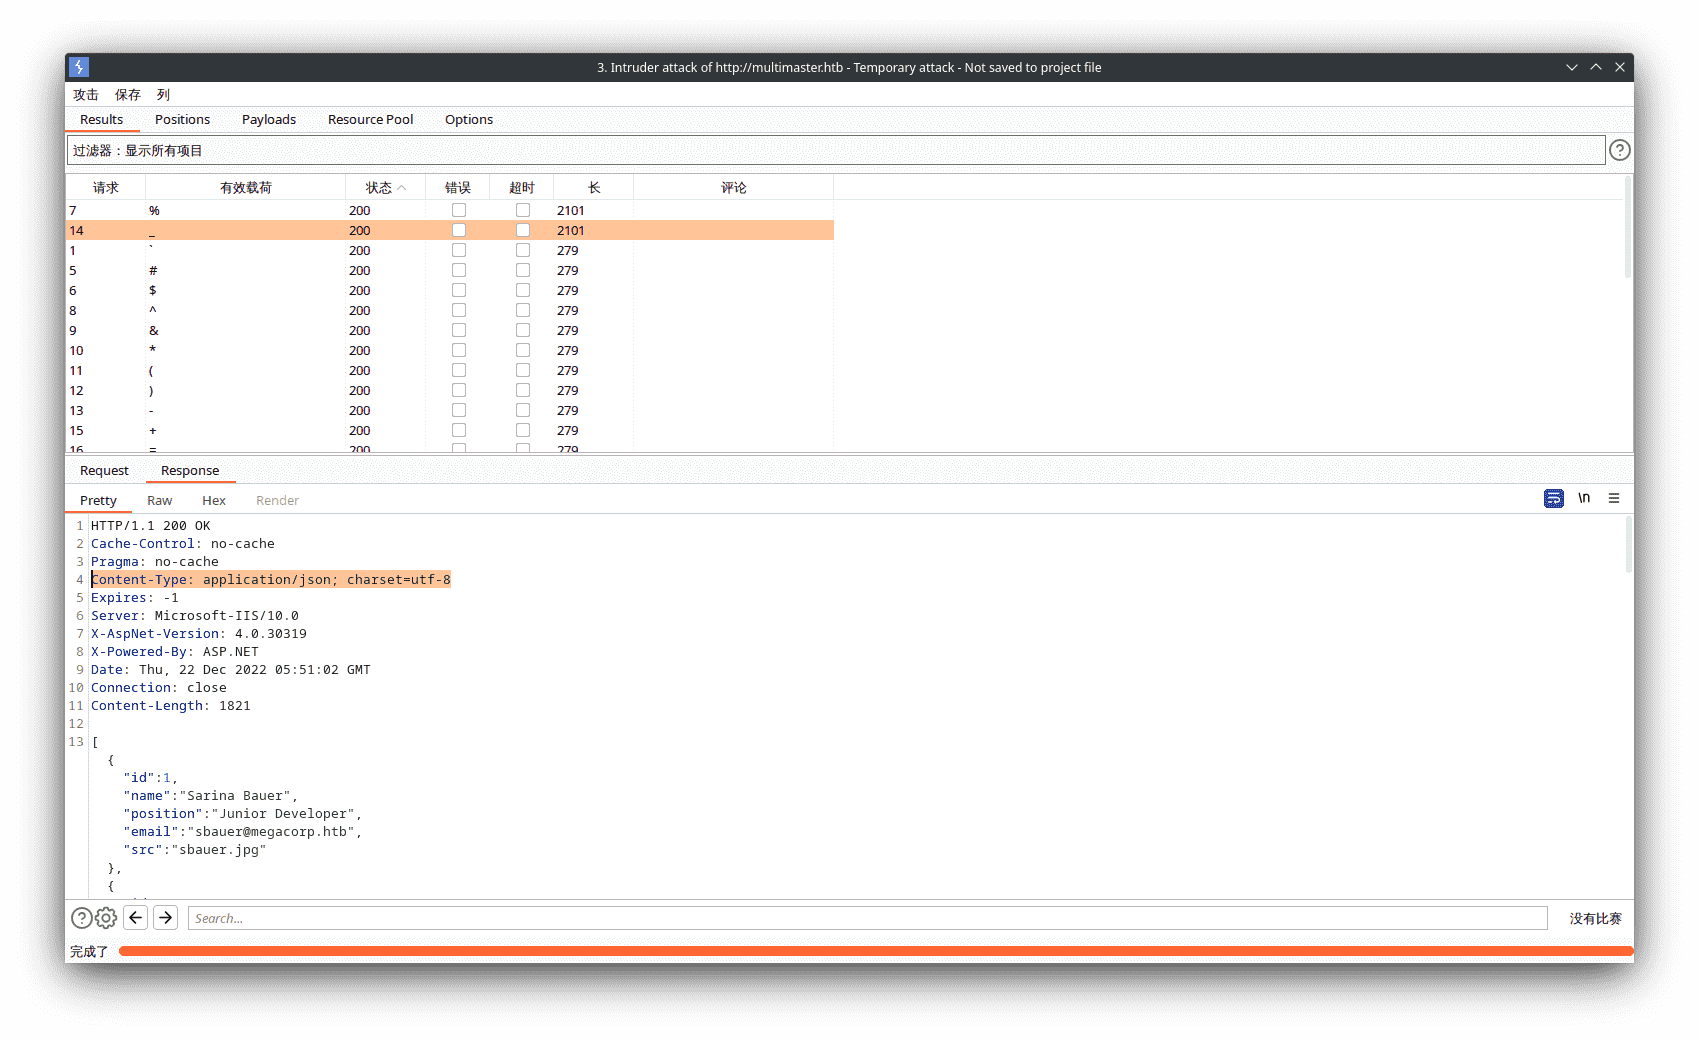 3. Intruder attack of http://multimaster.htb - Temporary attack - Not saved to project file
攻击 保存 列
Results Positions Payloads Resource Pool Options
过滤器：显示所有项目
请求 有效载荷 状态 错误 超时 长 评论
7 % 200 2101
14 _ 200 2101
1 ` 200 279
5 # 200 279
6 $ 200 279
8 ^ 200 279
9 & 200 279
10 * 200 279
11 ( 200 279
12 ) 200 279
13 - 200 279
15 + 200 279
16 = 200 279
Request Response
Pretty Raw Hex Render \n
1 HTTP/1.1 200 OK
2 Cache-Control: no-cache
3 Pragma: no-cache
4 Content-Type: application/json; charset=utf-8
5 Expires: -1
6 Server: Microsoft-IIS/10.0
7 X-AspNet-Version: 4.0.30319
8 X-Powered-By: ASP.NET
9 Date: Thu, 22 Dec 2022 05:51:02 GMT
10 Connection: close
11 Content-Length: 1821
12
13 [
{
"id":1,
"name":"Sarina Bauer",
"position":"Junior Developer",
"email":"sbauer@megacorp.htb",
"src":"sbauer.jpg"
},
{
Search...
没有比赛
完成了